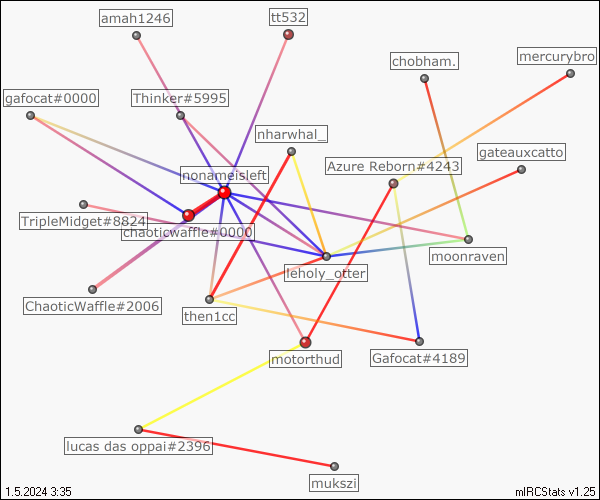 amah1246
tt532
mercurybro
chobham.
gafocat#0000
Thinker#5995
nharwhal_
gateauxcatto
Azure Reborn#4243
nonameisleft
TripleMidget#8824
chaoticwaffle#0000
moonraven
leholy_otter
ChaoticWaffle#2006
then1cc
motorthud
Gafocat#4189
lucas das oppai#2396
mukszi
1.5.2024 3:35
mIRCStats v1.25